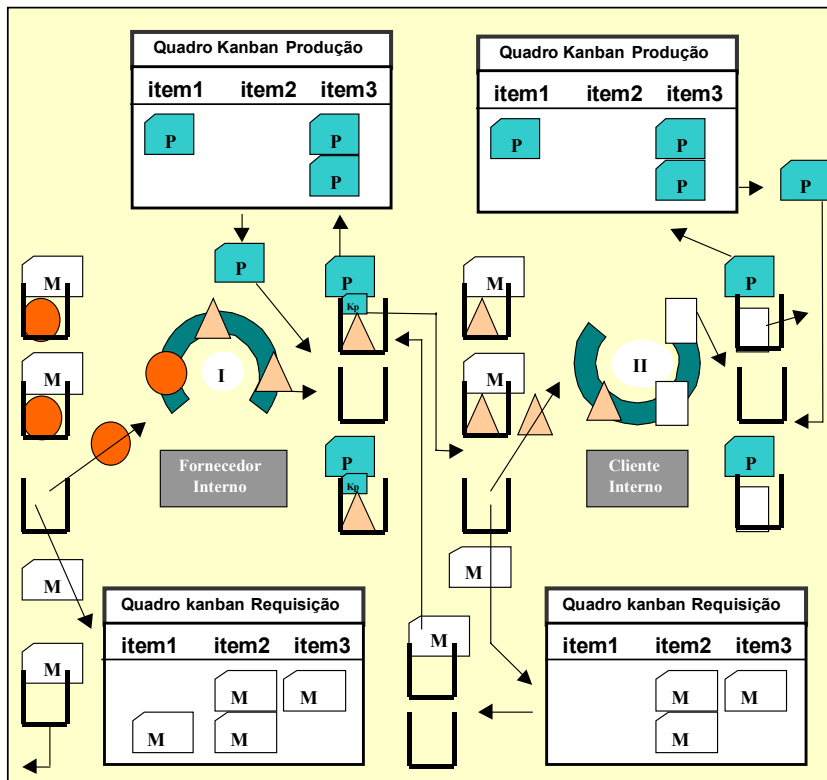 Quadro Kanban Produção
item1 item2 item3
P P
P
Quadro Kanban Produção
item1 item2 item3
P P
P
P
P
M
P
Kp
M
P
M
I
M
II
P
Kp
Fornecedor
Interno
P
Cliente
Interno
M
M
Quadro kanban Requisição
item1 item2 item3
M M
M M
M
M
Quadro kanban Requisição
item1 item2 item3
M M
M